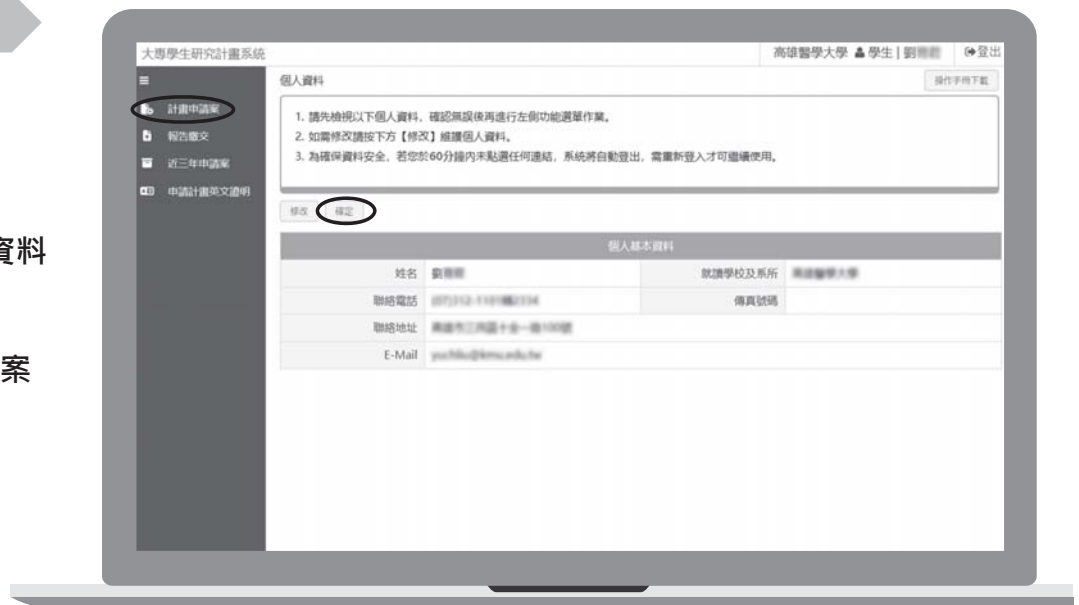 資料
案
大專學生研究計畫系統
高雄醫學大學 學生 | 劉
登出
計畫申請案
報告繳交
近三年申請案
申請計畫英文證明
個人資料
操作手冊下載
1. 請先檢視以下個人資料，確認無誤後再進行左側功能選單作業。
2. 如需修改請按下方【修改】維護個人資料。
3. 為確保資料安全，若您於60分鐘內未點選任何連結，系統將自動登出，需重新登入才可繼續使用。
修改 確定
個人基本資料
姓名 劉
就讀學校及系所
聯絡電話
傳真號碼
聯絡地址
E-Mail